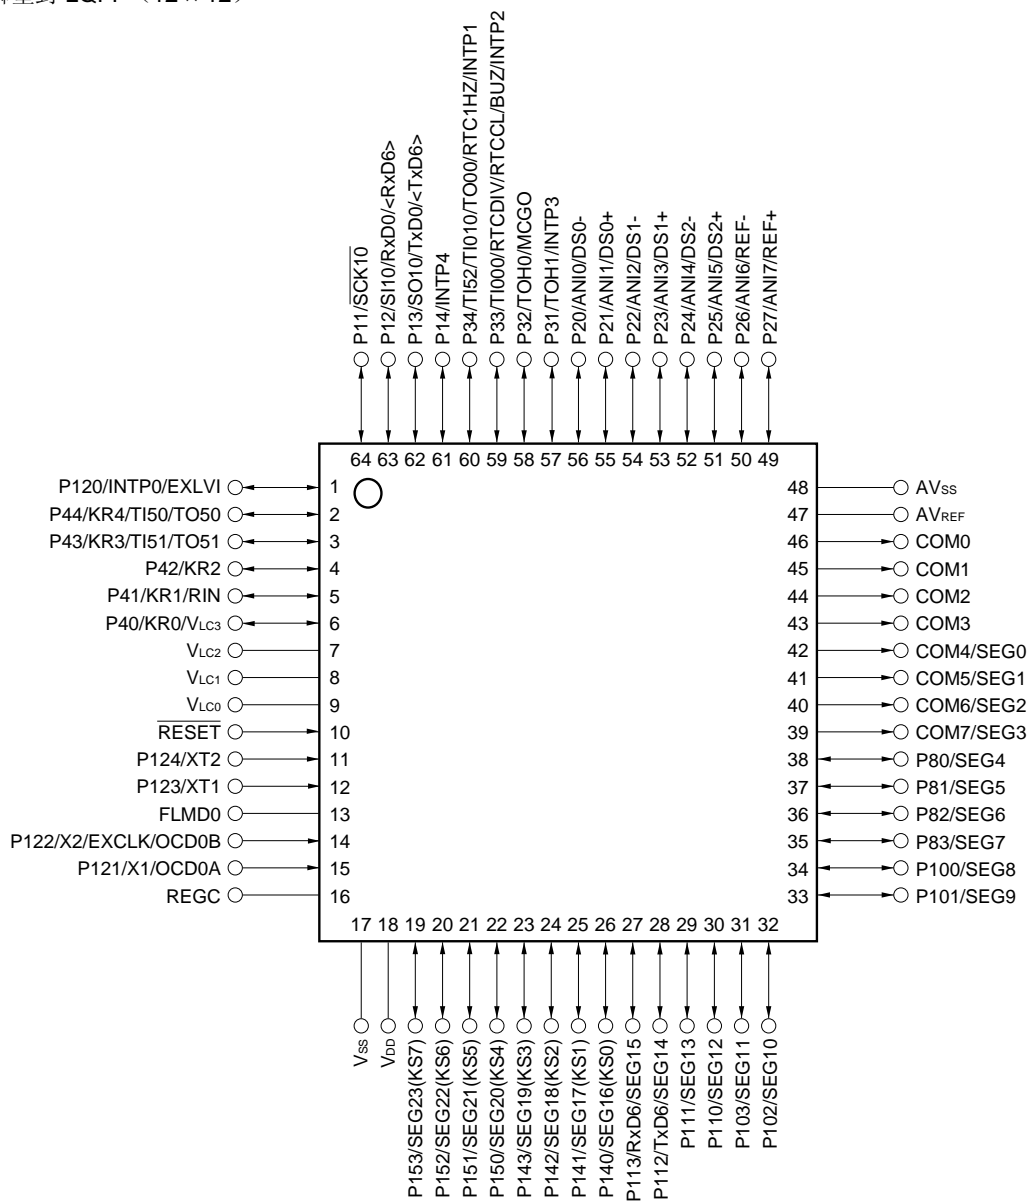 P11/SCK10
P12/SI10/RxD0/<RxD6>
P13/SO10/TxD0/<TxD6>
P14/INTP4
P34/TI52/TI010/TO00/RTC1HZ/INTP1
P33/TI000/RTCDIV/RTCCL/BUZ/INTP2
P32/TOH0/MCGO
P31/TOH1/INTP3
P20/ANI0/DS0-
P21/ANI1/DS0+
P22/ANI2/DS1-
P23/ANI3/DS1+
P24/ANI4/DS2-
P25/ANI5/DS2+
P26/ANI6/REF-
P27/ANI7/REF+
64 63 62 61 60 59 58 57 56 55 54 53 52 51 50 49
P120/INTP0/EXLVI 1
P44/KR4/TI50/TO50 2
P43/KR3/TI51/TO51 3
P42/KR2 4
P41/KR1/RIN 5
P40/KR0/VLC3 6
VLC2 7
VLC1 8
VLC0 9
RESET 10
P124/XT2 11
P123/XT1 12
FLMD0 13
P122/X2/EXCLK/OCD0B 14
P121/X1/OCD0A 15
REGC 16
48 AVSS
47 AVREF
46 COM0
45 COM1
44 COM2
43 COM3
42 COM4/SEG0
41 COM5/SEG1
40 COM6/SEG2
39 COM7/SEG3
38 P80/SEG4
37 P81/SEG5
36 P82/SEG6
35 P83/SEG7
34 P100/SEG8
33 P101/SEG9
17 18 19 20 21 22 23 24 25 26 27 28 29 30 31 32
VSS
VDD
P153/SEG23(KS7)
P152/SEG22(KS6)
P151/SEG21(KS5)
P150/SEG20(KS4)
P143/SEG19(KS3)
P142/SEG18(KS2)
P141/SEG17(KS1)
P140/SEG16(KS0)
P113/RxD6/SEG15
P112/TxD6/SEG14
P111/SEG13
P110/SEG12
P103/SEG11
P102/SEG10